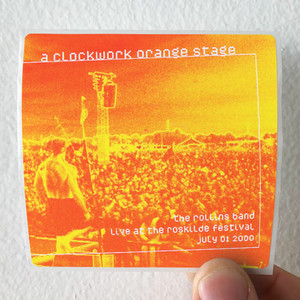 a clockwork orange stage
the rollins band
live at the roskilde festival
july 01 2000